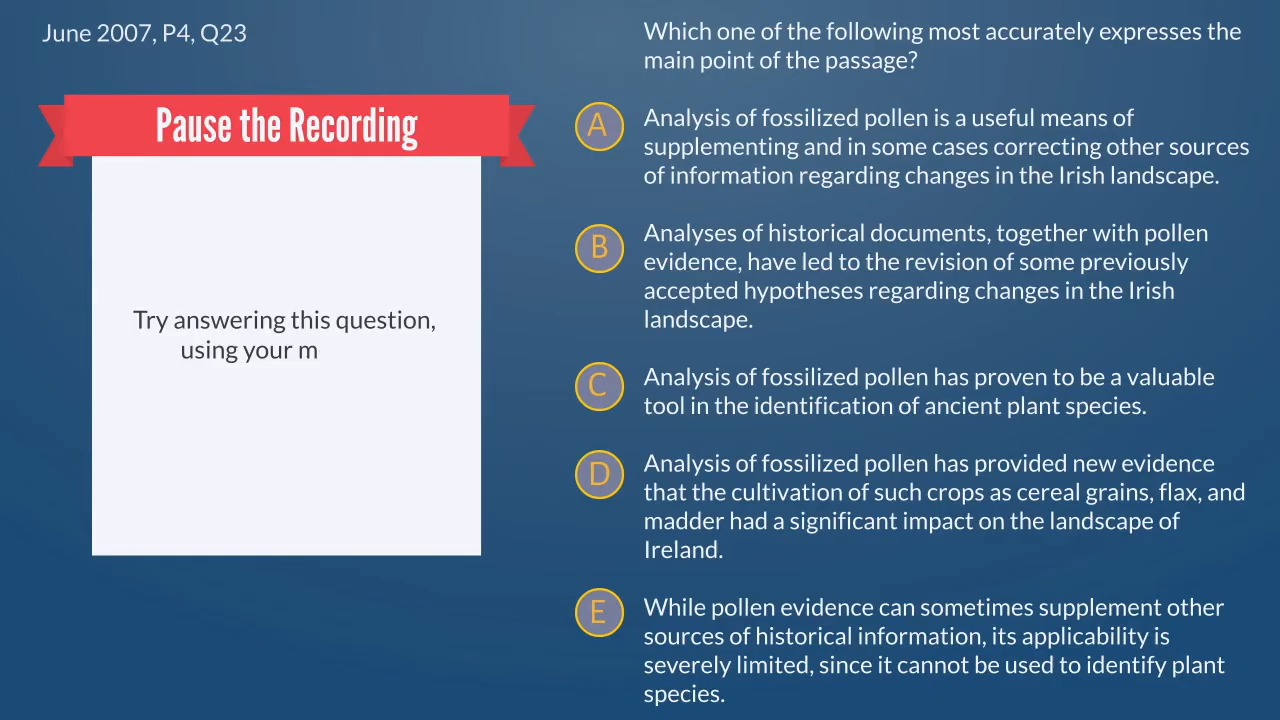 June 2007, P4, Q23
Pause the Recording
Try answering this question,
using your m
Which one of the following most accurately expresses the
main point of the passage?
A
Analysis of fossilized pollen is a useful means of
supplementing and in some cases correcting other sources
of information regarding changes in the Irish landscape.
B
Analyses of historical documents, together with pollen
evidence, have led to the revision of some previously
accepted hypotheses regarding changes in the Irish
landscape.
C
Analysis of fossilized pollen has proven to be a valuable
tool in the identification of ancient plant species.
D
Analysis of fossilized pollen has provided new evidence
that the cultivation of such crops as cereal grains, flax, and
madder had a significant impact on the landscape of
Ireland.
E
While pollen evidence can sometimes supplement other
sources of historical information, its applicability is
severely limited, since it cannot be used to identify plant
species.